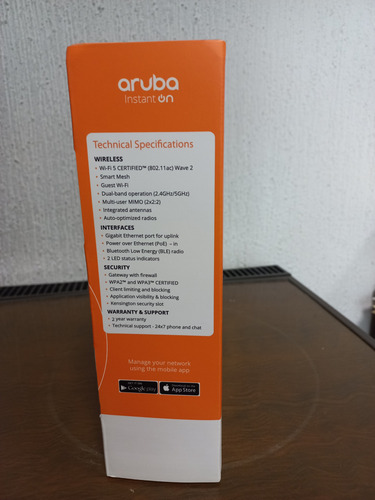 aruba
Instant On
Technical Specifications
WIRELESS
• Wi-Fi 5 CERTIFIED™ (802.11ac) Wave 2
• Smart Mesh
• Guest Wi-Fi
• Dual-band operation (2.4GHz/5GHz)
• Multi-user MIMO (2x2:2)
• Integrated antennas
• Auto-optimized radios
INTERFACES
• Gigabit Ethernet port for uplink
• Power over Ethernet (PoE) – in
• Bluetooth Low Energy (BLE) radio
• 2 LED status indicators
SECURITY
• Gateway with firewall
• WPA2™ and WPA3™ CERTIFIED
• Client limiting and blocking
• Application visibility & blocking
• Kensington security slot
WARRANTY & SUPPORT
• 2 year warranty
• Technical support - 24x7 phone and chat
Manage your network
using the mobile app
GET IT ON
Google play
App Store